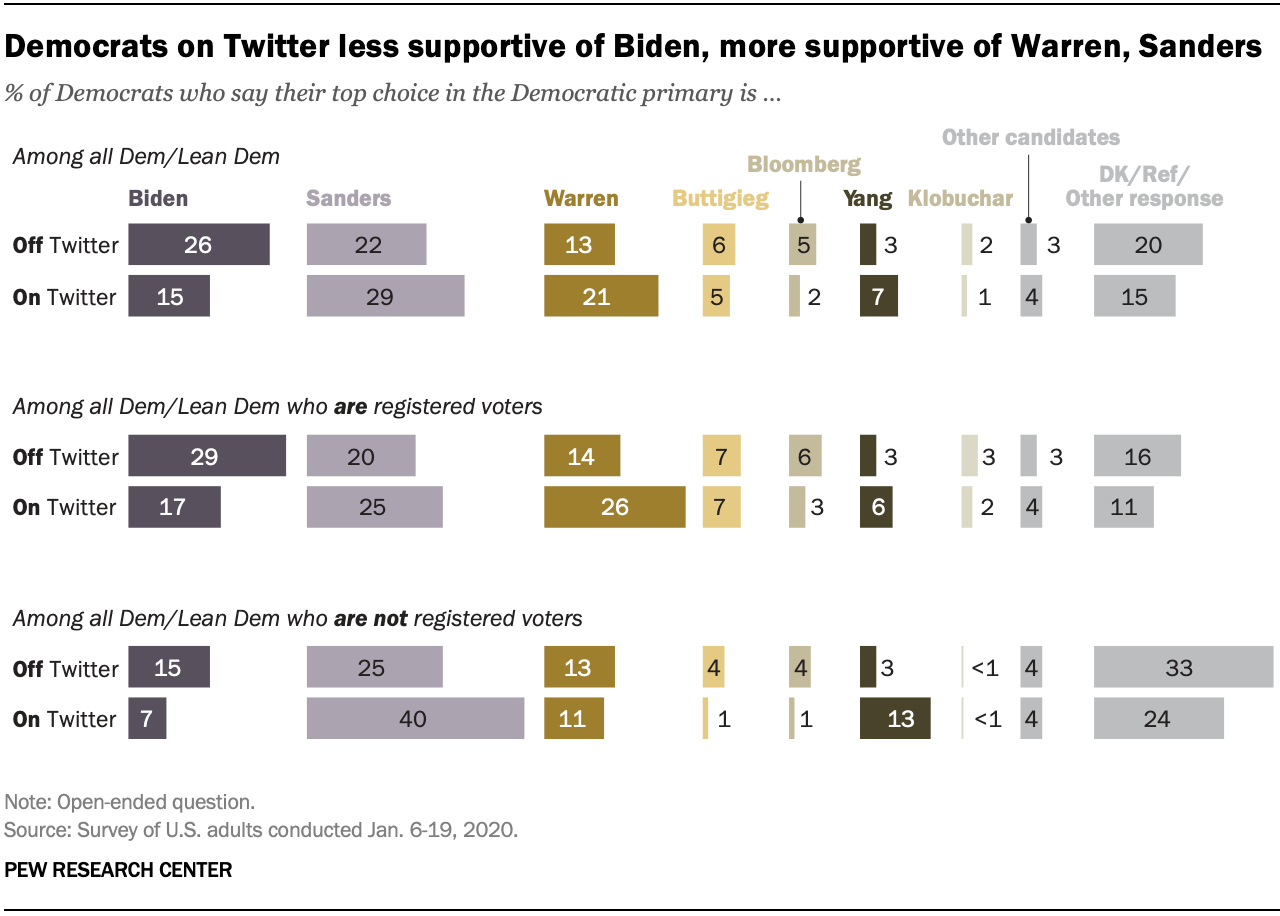 Democrats on Twitter less supportive of Biden, more supportive of Warren, Sanders
% of Democrats who say their top choice in the Democratic primary is ...
Among all Dem/Lean Dem
Biden Sanders Warren Buttigieg Bloomberg Yang Klobuchar Other candidates DK/Ref/
Other response
Off Twitter 26 22 13 6 5 3 2 3 20
On Twitter 15 29 21 5 2 7 1 4 15
Among all Dem/Lean Dem who are registered voters
Off Twitter 29 20 14 7 6 3 3 3 16
On Twitter 17 25 26 7 3 6 2 4 11
Among all Dem/Lean Dem who are not registered voters
Off Twitter 15 25 13 4 4 3 <1 4 33
On Twitter 7 40 11 1 1 13 <1 4 24
Note: Open-ended question.
Source: Survey of U.S. adults conducted Jan. 6-19, 2020.
PEW RESEARCH CENTER